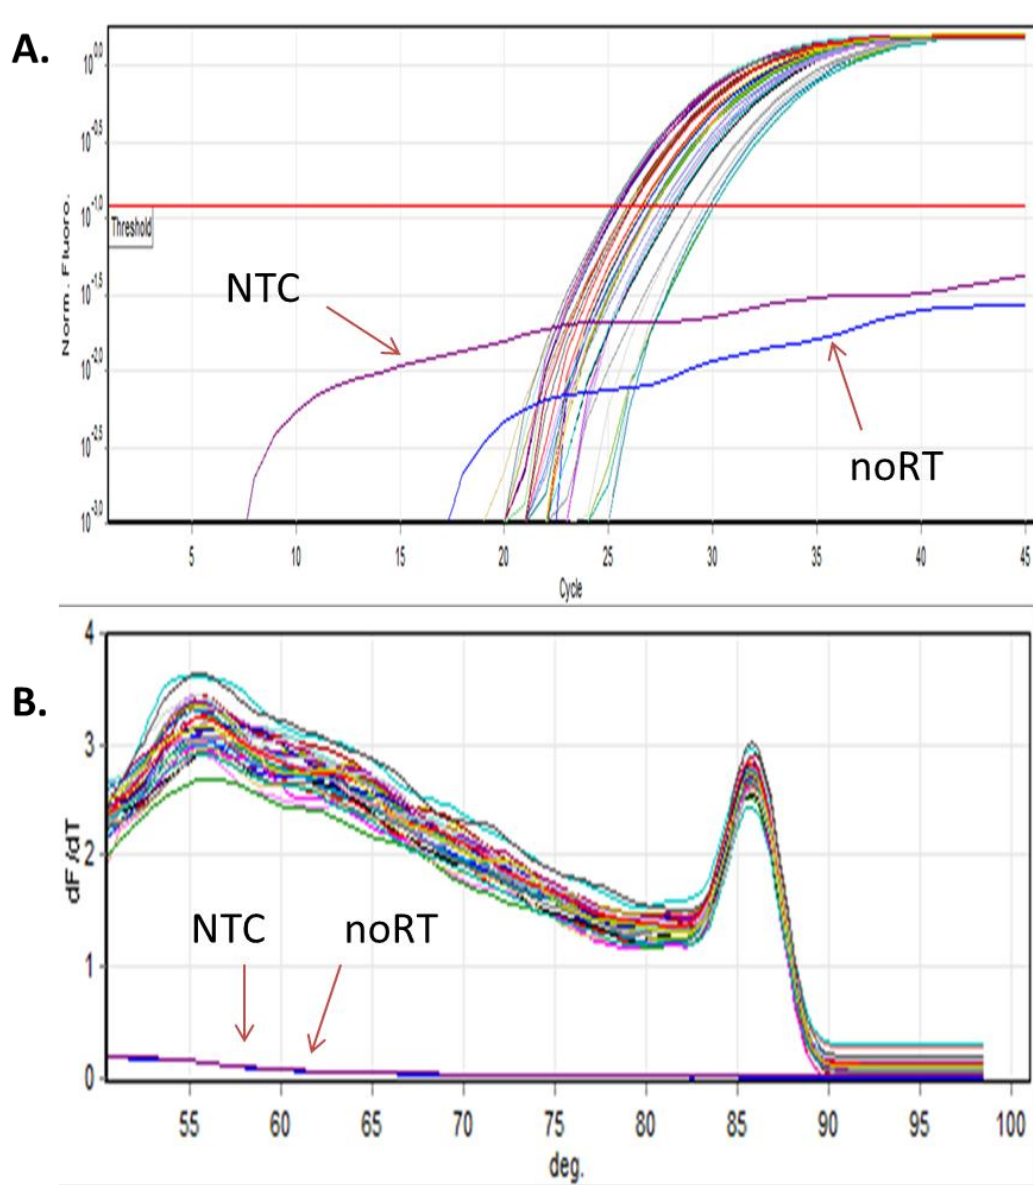 A.
10^0,0
10^-0,5
10^-1,0
Threshold
10^-1,5
10^-2,0
10^-2,5
10^-3,0
Norm. Fluoro.
NTC
noRT
5 10 15 20 25 30 35 40 45
Cycle
B.
4
3
2
1
0
dF/dT
NTC noRT
55 60 65 70 75 80 85 90 95 100
deg.